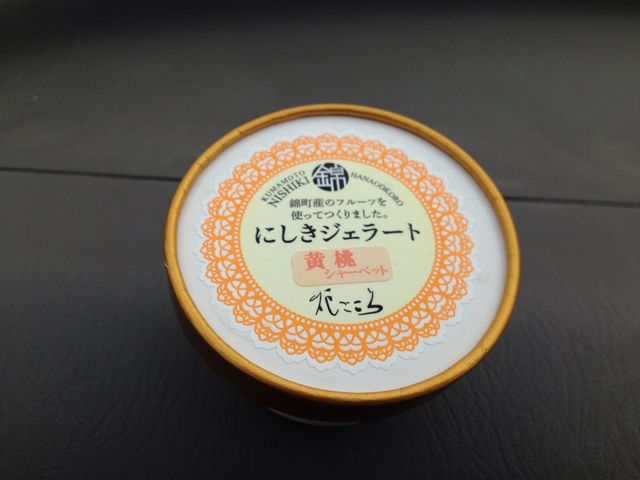 KUMAMOTO
NISHIKI
錦
HANAGOKORO
錦町産のフルーツを
使ってつくりました。
にしきジェラート
黄桃
シャーベット
花ごころ